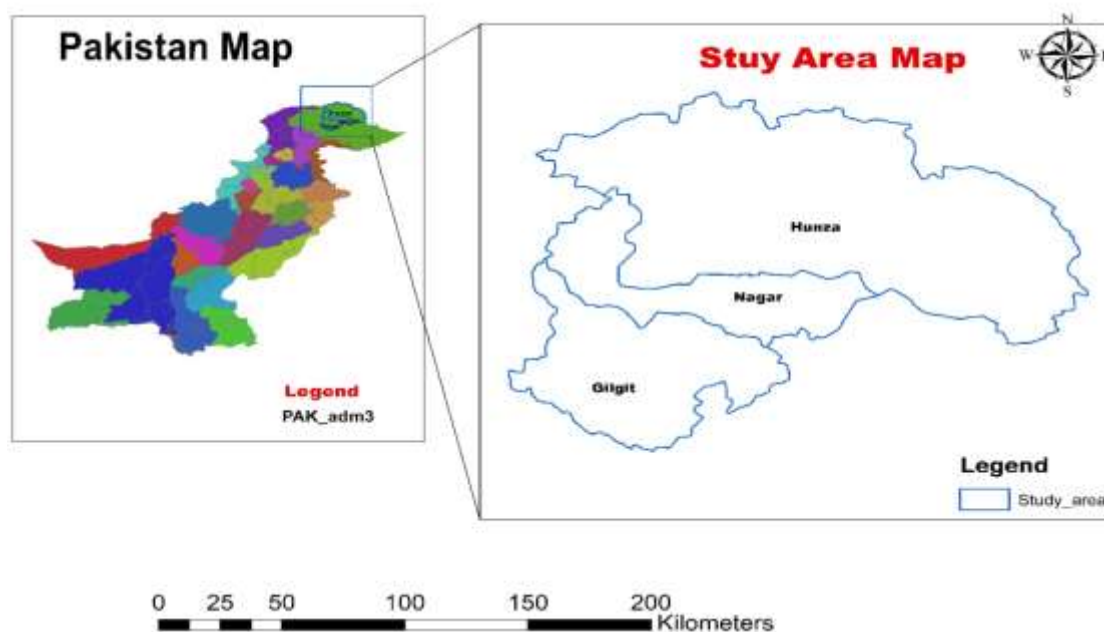 Pakistan Map
Legend
PAK_adm3
Stuy Area Map
N
W
S
Hunza
Nagar
Gilgit
Legend
Study_area
0 25 50 100 150 200
Kilometers